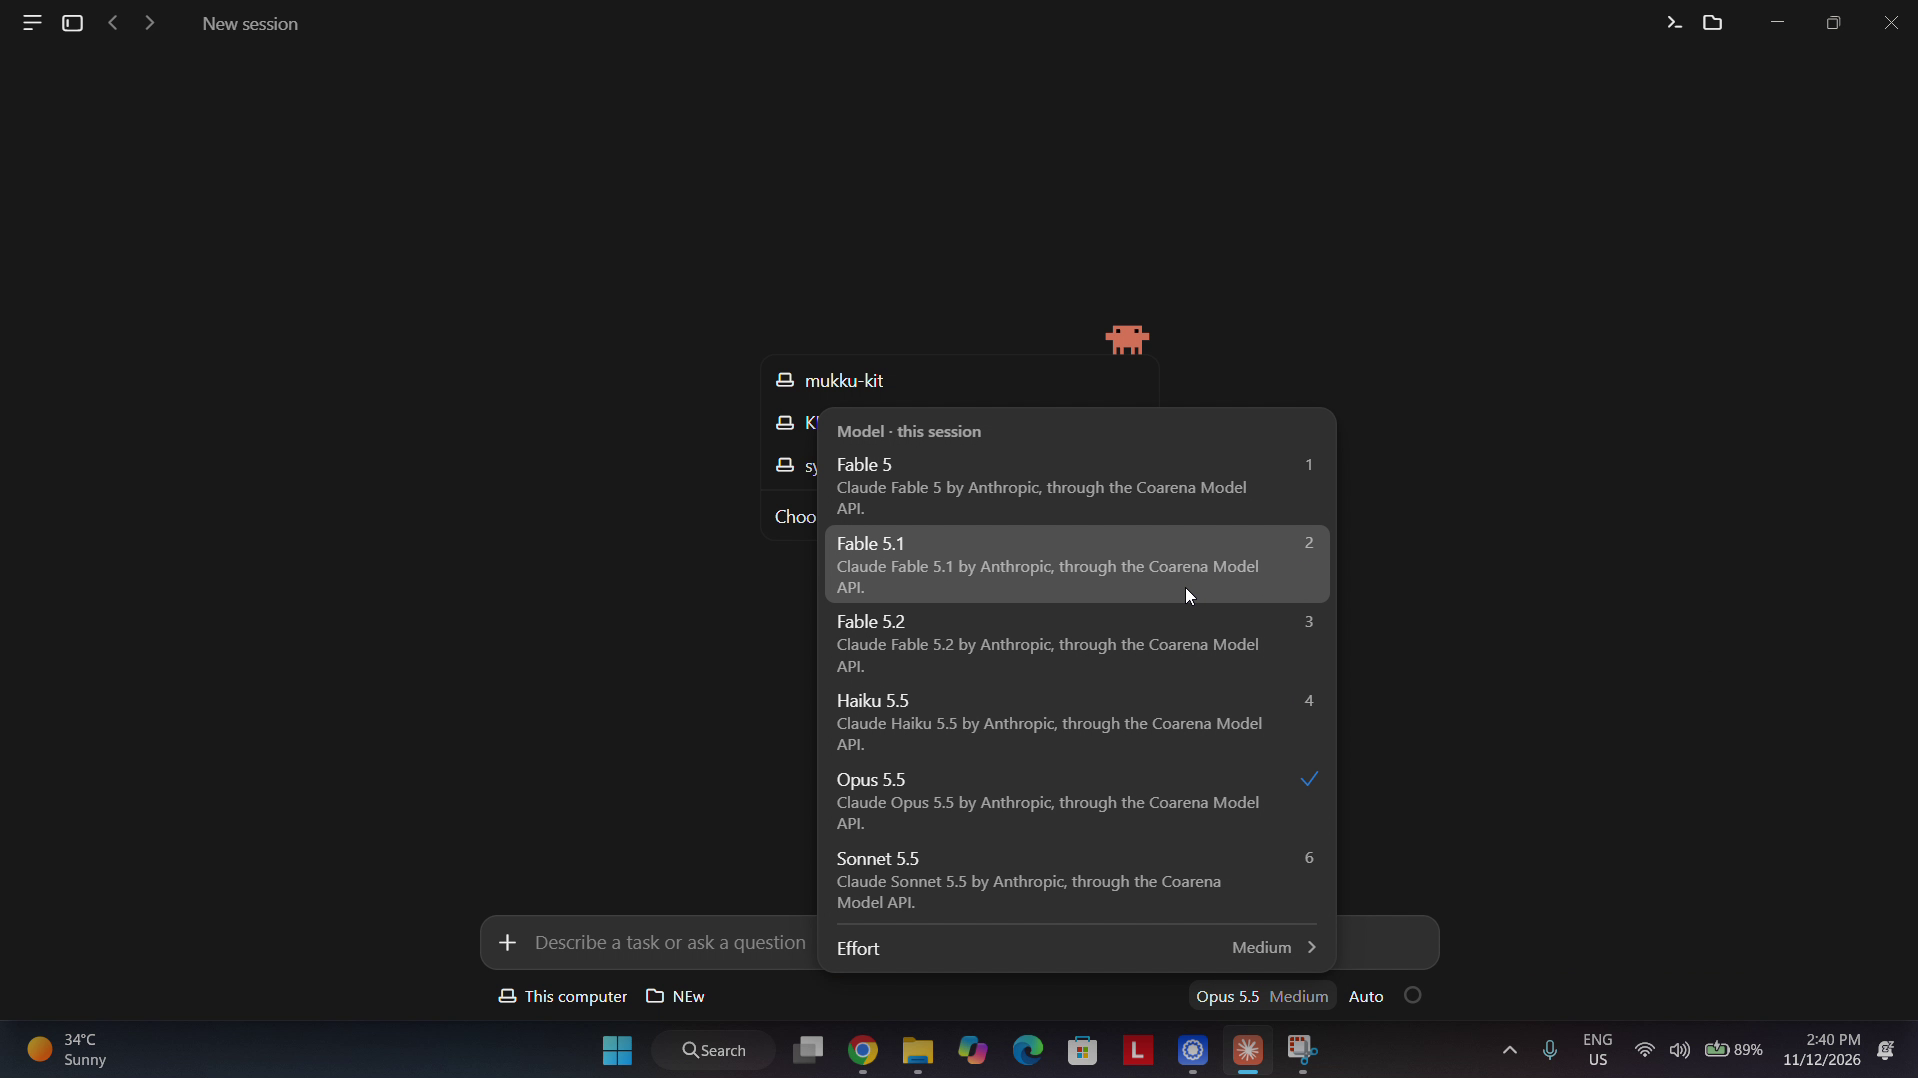 New session
mukku-kit
Model · this session
Fable 5 1
Claude Fable 5 by Anthropic, through the Coarena Model
API.
Choo
Fable 5.1 2
Claude Fable 5.1 by Anthropic, through the Coarena Model
API.
Fable 5.2 3
Claude Fable 5.2 by Anthropic, through the Coarena Model
API.
Haiku 5.5 4
Claude Haiku 5.5 by Anthropic, through the Coarena Model
API.
Opus 5.5
Claude Opus 5.5 by Anthropic, through the Coarena Model
API.
Sonnet 5.5 6
Claude Sonnet 5.5 by Anthropic, through the Coarena
Model API.
Describe a task or ask a question
Effort Medium
This computer NEw
Opus 5.5 Medium Auto
34°C
Sunny
Search
L
ENG
US
89%
2:40 PM
11/12/2026